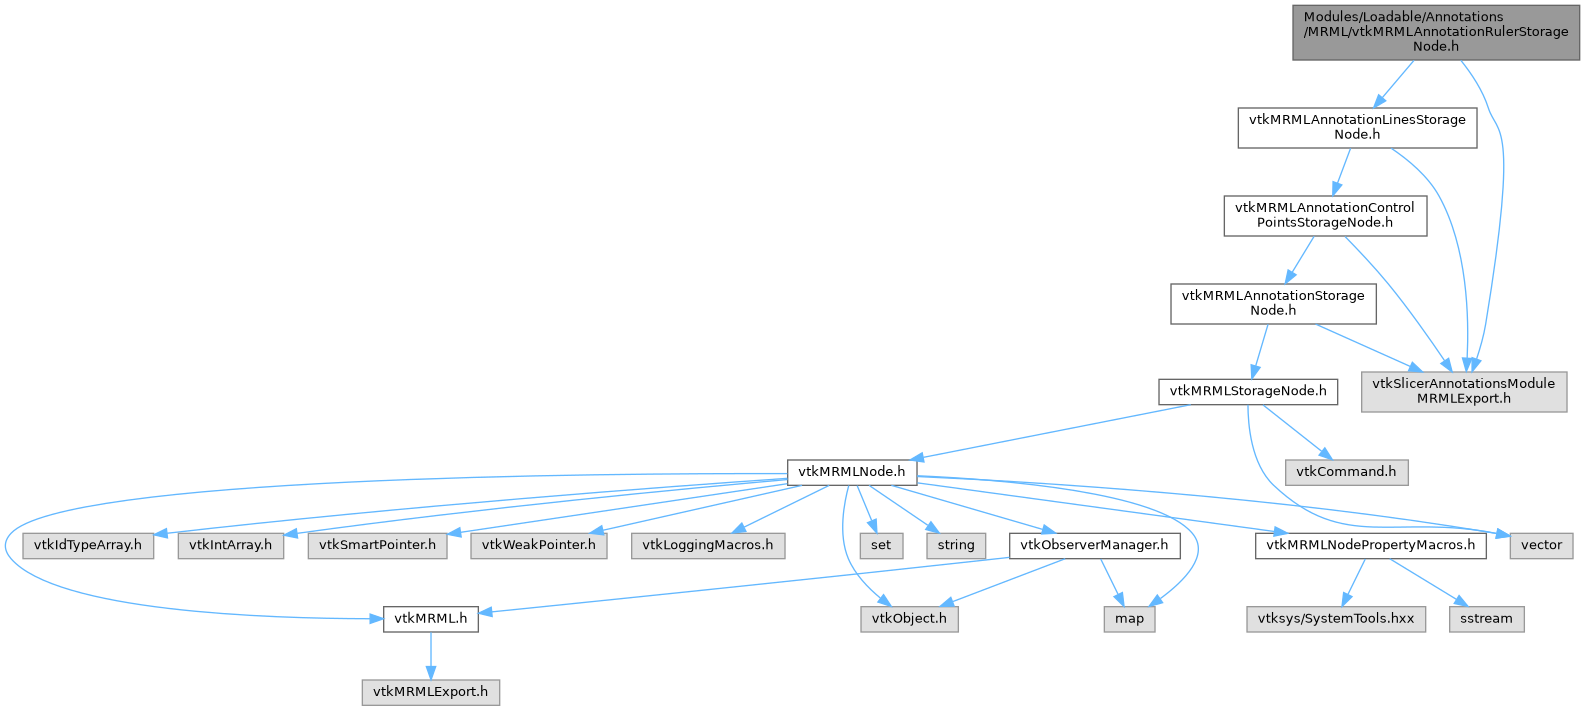 Modules/Loadable/Annotations
/MRML/vtkMRMLAnnotationRulerStorage
Node.h
vtkMRMLAnnotationLinesStorage
Node.h
vtkMRMLAnnotationControl
PointsStorageNode.h
vtkMRMLAnnotationStorage
Node.h
vtkSlicerAnnotationsModule
MRMLExport.h
vtkMRMLStorageNode.h
vtkMRMLNode.h
vtkCommand.h
vtkIdTypeArray.h
vtkIntArray.h
vtkSmartPointer.h
vtkWeakPointer.h
vtkLoggingMacros.h
set
string
vtkObserverManager.h
vtkMRMLNodePropertyMacros.h
vector
vtkMRML.h
vtkObject.h
map
vtksys/SystemTools.hxx
sstream
vtkMRMLExport.h